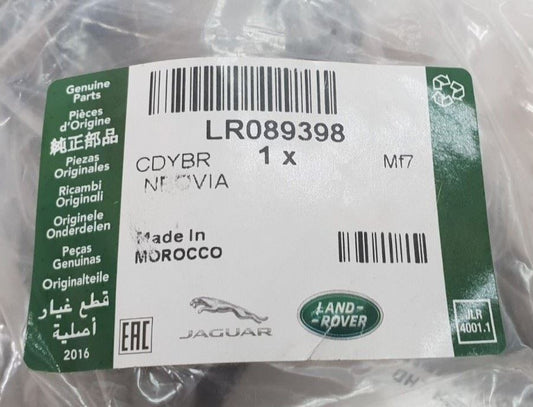 Genuine
Parts
Pièces
d'Origine
純正部品
Piezas
Originales
Ricambi
Originali
Originele
Onderdelen
Peças
Genuinas
Originalteile
قطع غيار
أصلية
2016
LR089398
1 x
CDYBR
Mf7
Made In
MOROCCO
EAC
JAGUAR
LAND-
-ROVER
JLR
4001.1